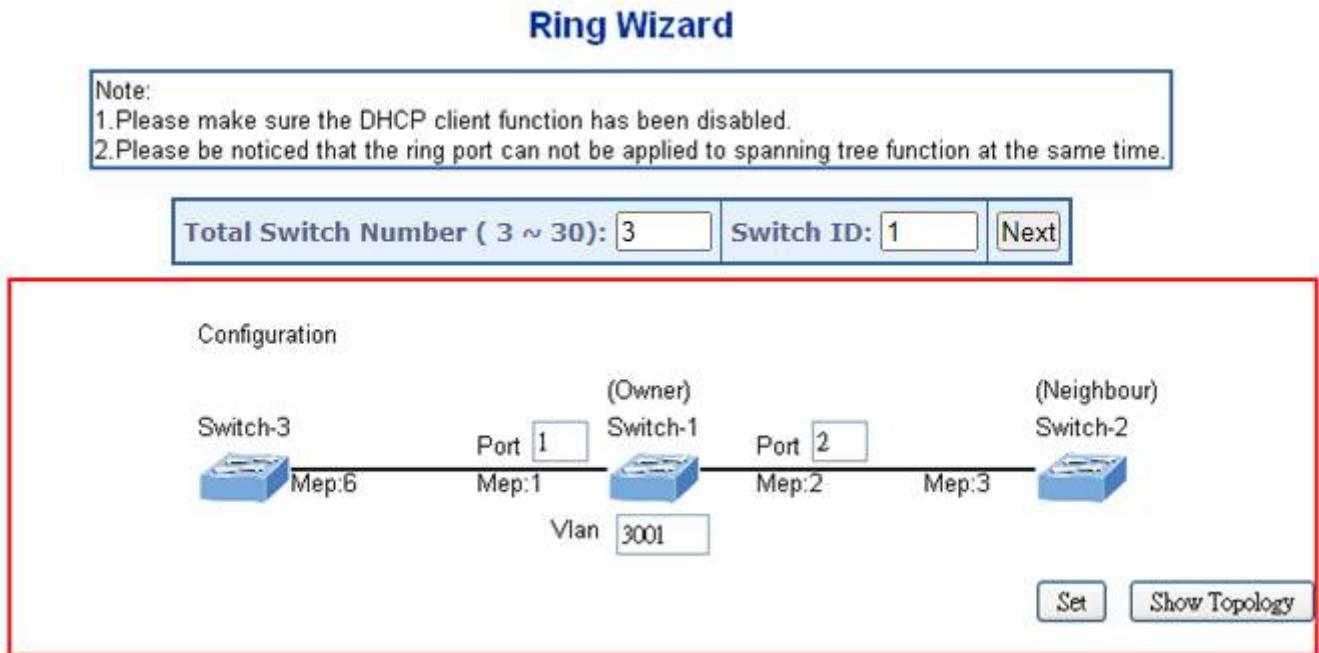 Ring Wizard
Note:
1.Please make sure the DHCP client function has been disabled.
2.Please be noticed that the ring port can not be applied to spanning tree function at the same time.
Total Switch Number ( 3 ~ 30): 3 Switch ID: 1 Next
Configuration
(Owner) (Neighbour)
Switch-3 Port 1 Switch-1 Port 2 Switch-2
Mep:6 Mep:1 Mep:2 Mep:3
Vlan 3001
Set Show Topology